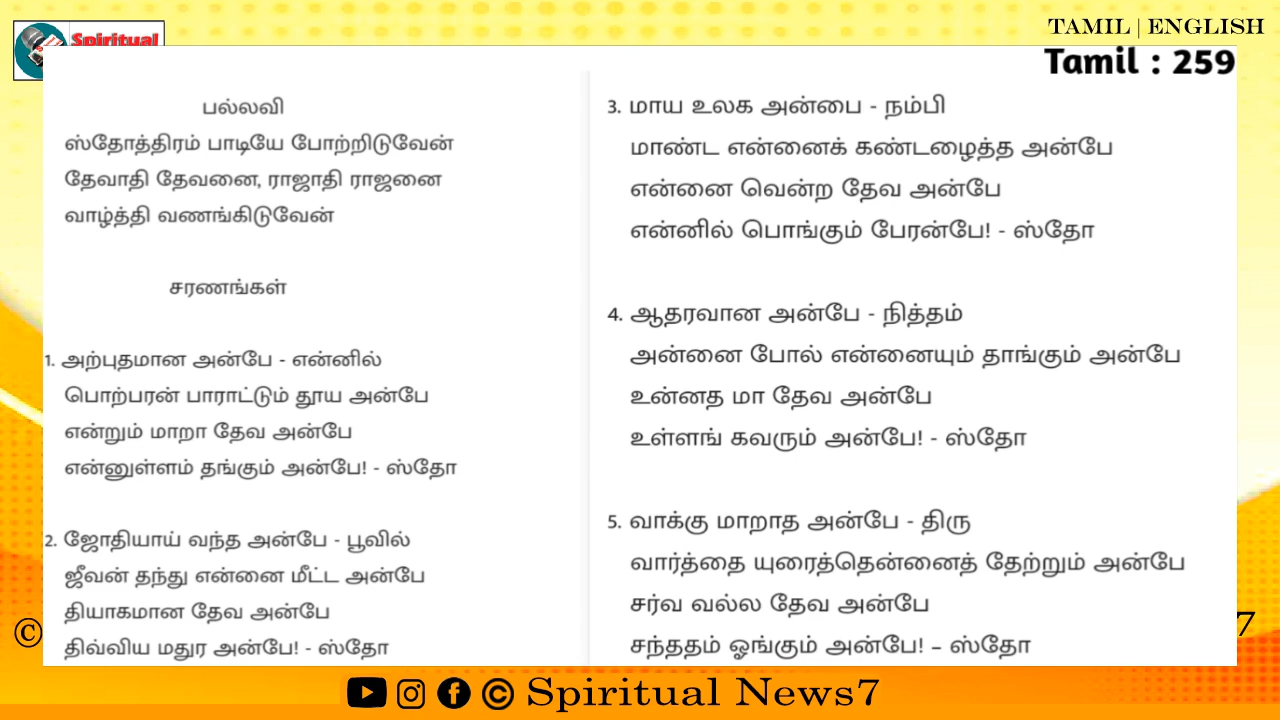 Spiritual
TAMIL | ENGLISH
Tamil : 259
பல்லவி
ஸ்தோத்திரம் பாடியே போற்றிடுவேன்
தேவாதி தேவனை, ராஜாதி ராஜனை
வாழ்த்தி வணங்கிடுவேன்
சரணங்கள்
1. அற்புதமான அன்பே - என்னில்
பொற்பரன் பாராட்டும் தூய அன்பே
என்றும் மாறா தேவ அன்பே
என்னுள்ளம் தங்கும் அன்பே! - ஸ்தோ
2. ஜோதியாய் வந்த அன்பே - பூவில்
ஜீவன் தந்து என்னை மீட்ட அன்பே
தியாகமான தேவ அன்பே
திவ்விய மதுர அன்பே! - ஸ்தோ
3. மாய உலக அன்பை - நம்பி
மாண்ட என்னைக் கண்டழைத்த அன்பே
என்னை வென்ற தேவ அன்பே
என்னில் பொங்கும் பேரன்பே! - ஸ்தோ
4. ஆதரவான அன்பே - நித்தம்
அன்னை போல் என்னையும் தாங்கும் அன்பே
உன்னத மா தேவ அன்பே
உள்ளங் கவரும் அன்பே! - ஸ்தோ
5. வாக்கு மாறாத அன்பே - திரு
வார்த்தை யுரைத்தென்னைத் தேற்றும் அன்பே
சர்வ வல்ல தேவ அன்பே
சந்ததம் ஓங்கும் அன்பே! – ஸ்தோ
©
7
© Spiritual News7